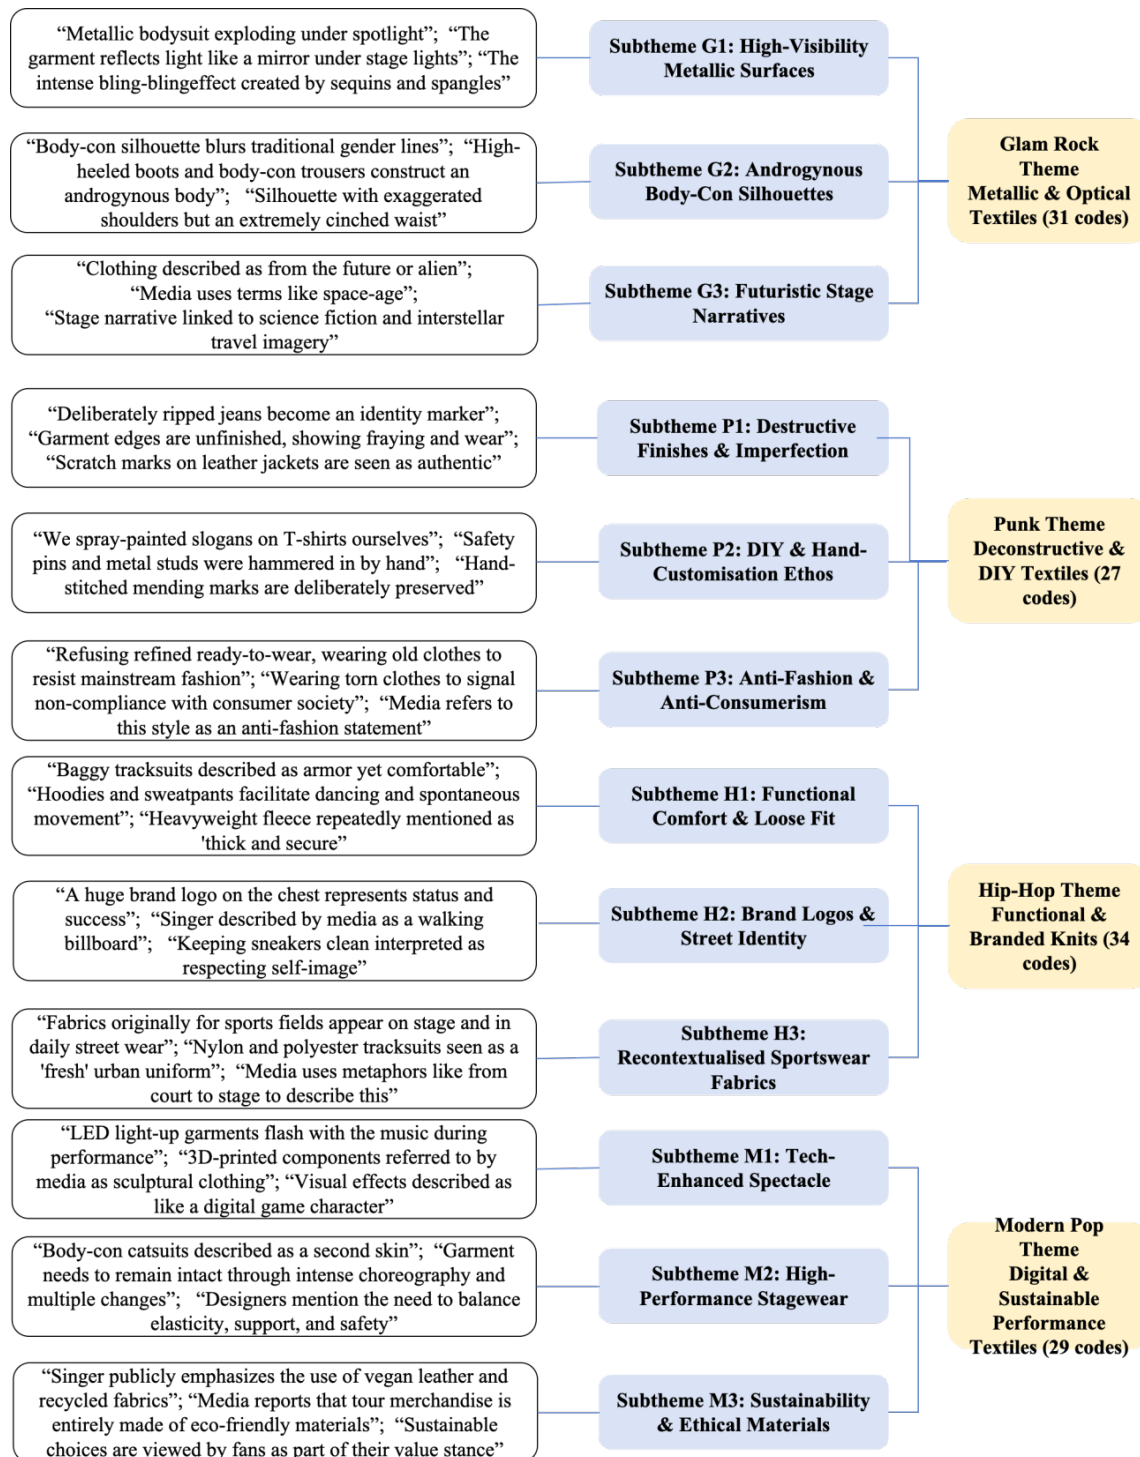 “Metallic bodysuit exploding under spotlight”; “The
garment reflects light like a mirror under stage lights”; “The
intense bling-blingeffect created by sequins and spangles”
Subtheme G1: High-Visibility
Metallic Surfaces
“Body-con silhouette blurs traditional gender lines”; “High-
heeled boots and body-con trousers construct an
androgynous body”; “Silhouette with exaggerated
shoulders but an extremely cinched waist”
Subtheme G2: Androgynous
Body-Con Silhouettes
Glam Rock
Theme
Metallic & Optical
Textiles (31 codes)
“Clothing described as from the future or alien”;
“Media uses terms like space-age”;
“Stage narrative linked to science fiction and interstellar
travel imagery”
Subtheme G3: Futuristic Stage
Narratives
“Deliberately ripped jeans become an identity marker”;
“Garment edges are unfinished, showing fraying and wear”;
“Scratch marks on leather jackets are seen as authentic”
Subtheme P1: Destructive
Finishes & Imperfection
“We spray-painted slogans on T-shirts ourselves”; “Safety
pins and metal studs were hammered in by hand”; “Hand-
stitched mending marks are deliberately preserved”
Subtheme P2: DIY & Hand-
Customisation Ethos
Punk Theme
Deconstructive &
DIY Textiles (27
codes)
“Refusing refined ready-to-wear, wearing old clothes to
resist mainstream fashion”; “Wearing torn clothes to signal
non-compliance with consumer society”; “Media refers to
this style as an anti-fashion statement”
Subtheme P3: Anti-Fashion &
Anti-Consumerism
“Baggy tracksuits described as armor yet comfortable”;
“Hoodies and sweatpants facilitate dancing and spontaneous
movement”; “Heavyweight fleece repeatedly mentioned as
'thick and secure”
Subtheme H1: Functional
Comfort & Loose Fit
“A huge brand logo on the chest represents status and
success”; “Singer described by media as a walking
billboard”; “Keeping sneakers clean interpreted as
respecting self-image”
Subtheme H2: Brand Logos &
Street Identity
Hip-Hop Theme
Functional &
Branded Knits (34
codes)
“Fabrics originally for sports fields appear on stage and in
daily street wear”; “Nylon and polyester tracksuits seen as a
'fresh' urban uniform”; “Media uses metaphors like from
court to stage to describe this”
Subtheme H3:
Recontextualised Sportswear
Fabrics
“LED light-up garments flash with the music during
performance”; “3D-printed components referred to by
media as sculptural clothing”; “Visual effects described as
like a digital game character”
Subtheme M1: Tech-
Enhanced Spectacle
“Body-con catsuits described as a second skin”; “Garment
needs to remain intact through intense choreography and
multiple changes”; “Designers mention the need to balance
elasticity, support, and safety”
Subtheme M2: High-
Performance Stagewear
Modern Pop
Theme
Digital &
Sustainable
Performance
Textiles (29 codes)
“Singer publicly emphasizes the use of vegan leather and
recycled fabrics”; “Media reports that tour merchandise is
entirely made of eco-friendly materials”; “Sustainable
choices are viewed by fans as part of their value stance”
Subtheme M3: Sustainability
& Ethical Materials